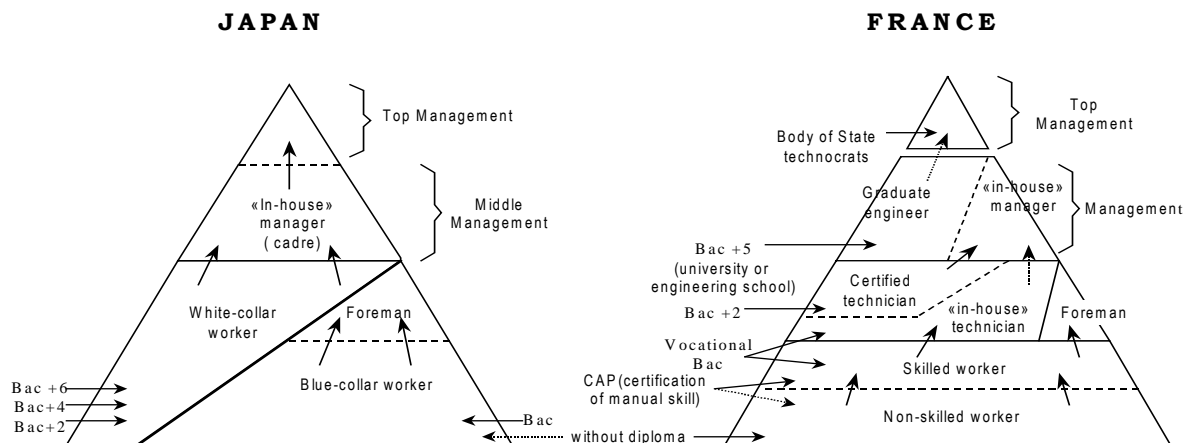 JAPAN
Top Management
«In-house»
manager
( cadre)
Middle
Management
White-collar
worker
Foreman
Blue-collar worker
Bac +6
Bac+4
Bac+2
Bac
without diploma
FRANCE
Top
Management
Body of State
technocrats
Graduate
engineer
«in-house»
manager
Management
Bac +5
(university or
engineering school)
Certified
technician
Bac +2
«in-house»
technician
Foreman
Vocational
Bac
Skilled worker
CAP(certification
of manual skill)
Non-skilled worker